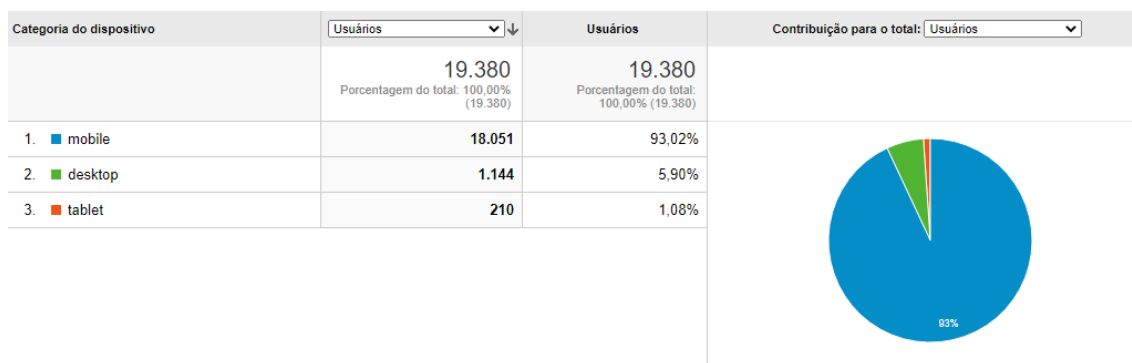 Categoria do dispositivo Usuários Usuários Contribuição para o total: Usuários
19.380 19.380
Porcentagem do total: 100,00% (19.380) Porcentagem do total: 100,00% (19.380)
1. mobile 18.051 93,02%
2. desktop 1.144 5,90%
3. tablet 210 1,08%
93%